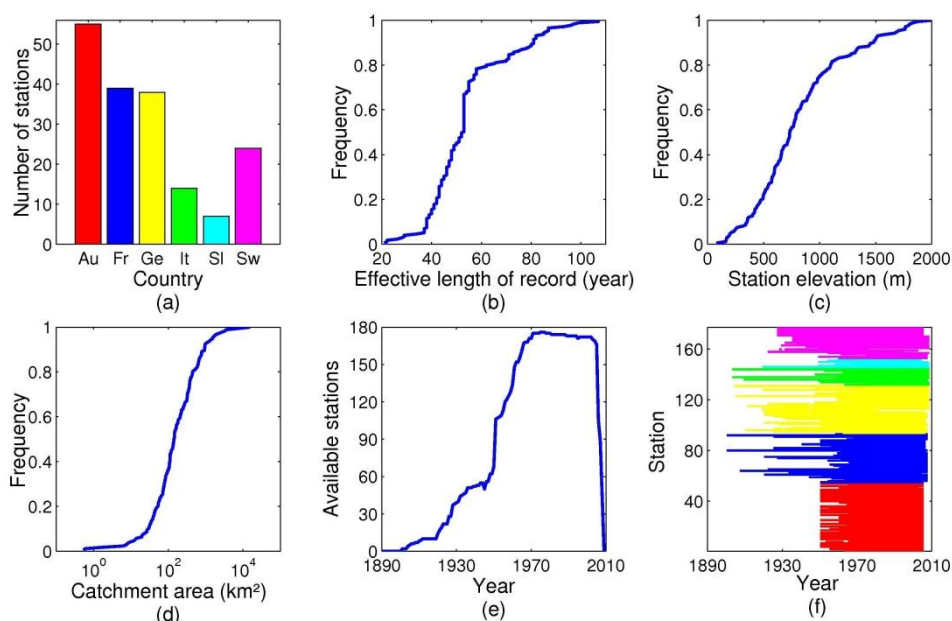 50
40
30
20
10
0
Number of stations
Au Fr Ge It Sl Sw
Country
(a)
1
0.8
0.6
0.4
0.2
0
Frequency
20 40 60 80 100
Effective length of record (year)
(b)
1
0.8
0.6
0.4
0.2
0
Frequency
0 500 1000 1500 2000
Station elevation (m)
(c)
1
0.8
0.6
0.4
0.2
0
Frequency
10⁰ 10² 10⁴
Catchment area (km²)
(d)
180
150
120
90
60
30
0
Available stations
1890 1930 1970 2010
Year
(e)
160
120
80
40
Station
1890 1930 1970 2010
Year
(f)